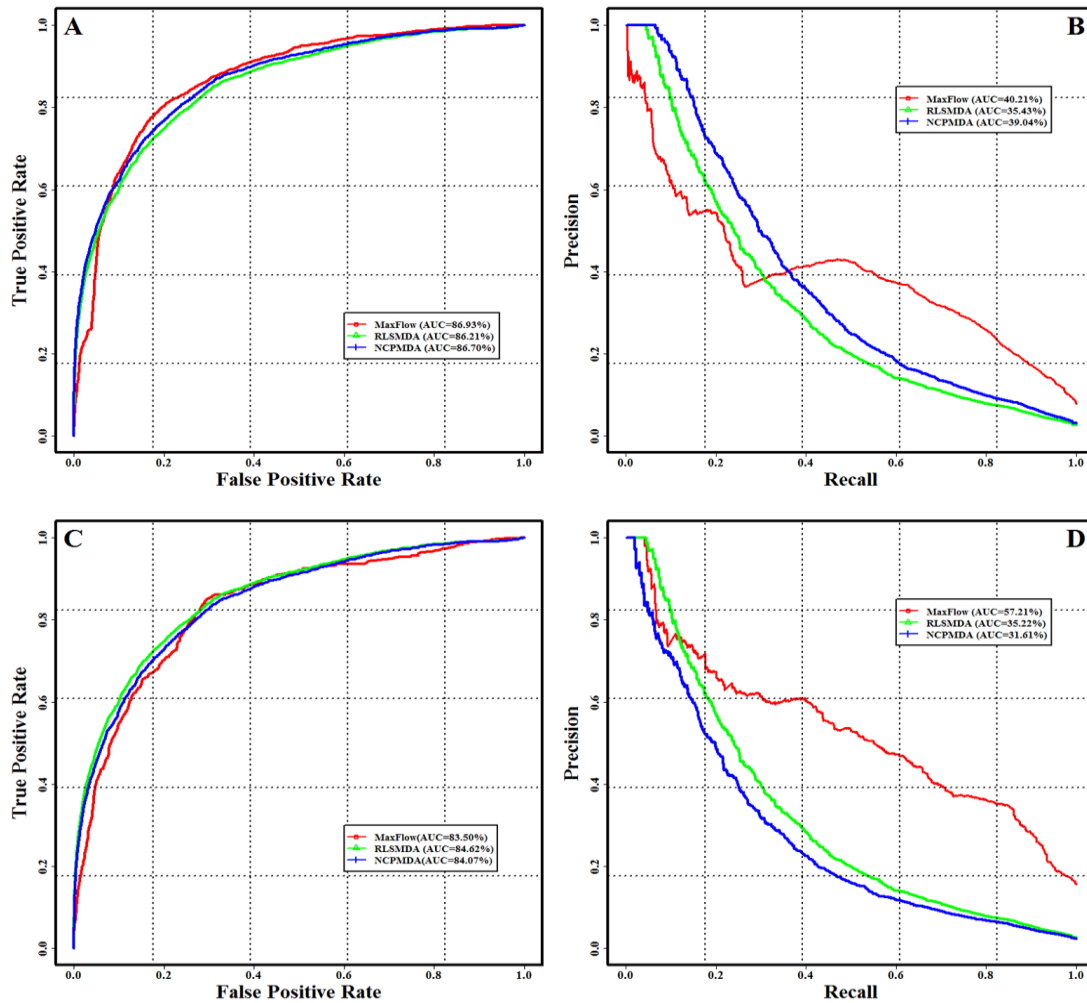 A
True Positive Rate
1.0
0.8
0.6
0.4
0.2
0.0
MaxFlow (AUC=86.93%)
RLSMDA (AUC=86.21%)
NCPMDA (AUC=86.70%)
0.0 0.2 0.4 0.6 0.8 1.0
False Positive Rate
B
Precision
1.0
0.8
0.6
0.4
0.2
0.0
MaxFlow (AUC=40.21%)
RLSMDA (AUC=35.43%)
NCPMDA (AUC=39.04%)
0.0 0.2 0.4 0.6 0.8 1.0
Recall
C
True Positive Rate
1.0
0.8
0.6
0.4
0.2
0.0
MaxFlow(AUC=83.50%)
RLSMDA (AUC=84.62%)
NCPMDA(AUC=84.07%)
0.0 0.2 0.4 0.6 0.8 1.0
False Positive Rate
D
Precision
1.0
0.8
0.6
0.4
0.2
0.0
MaxFlow (AUC=57.21%)
RLSMDA (AUC=35.22%)
NCPMDA (AUC=31.61%)
0.0 0.2 0.4 0.6 0.8 1.0
Recall